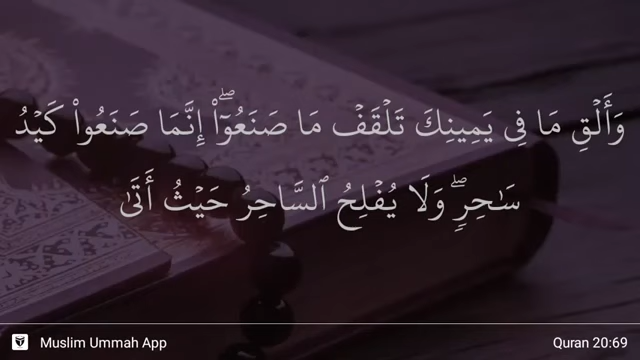 وَأَلۡقِ مَا فِي يَمِينِكَ تَلۡقَفۡ مَا صَنَعُوٓاْۖ إِنَّمَا صَنَعُواْ كَيۡدُ
سَٰحِرٖۖ وَلَا يُفۡلِحُ ٱلسَّاحِرُ حَيۡثُ أَتَىٰ
Muslim Ummah App
Quran 20:69